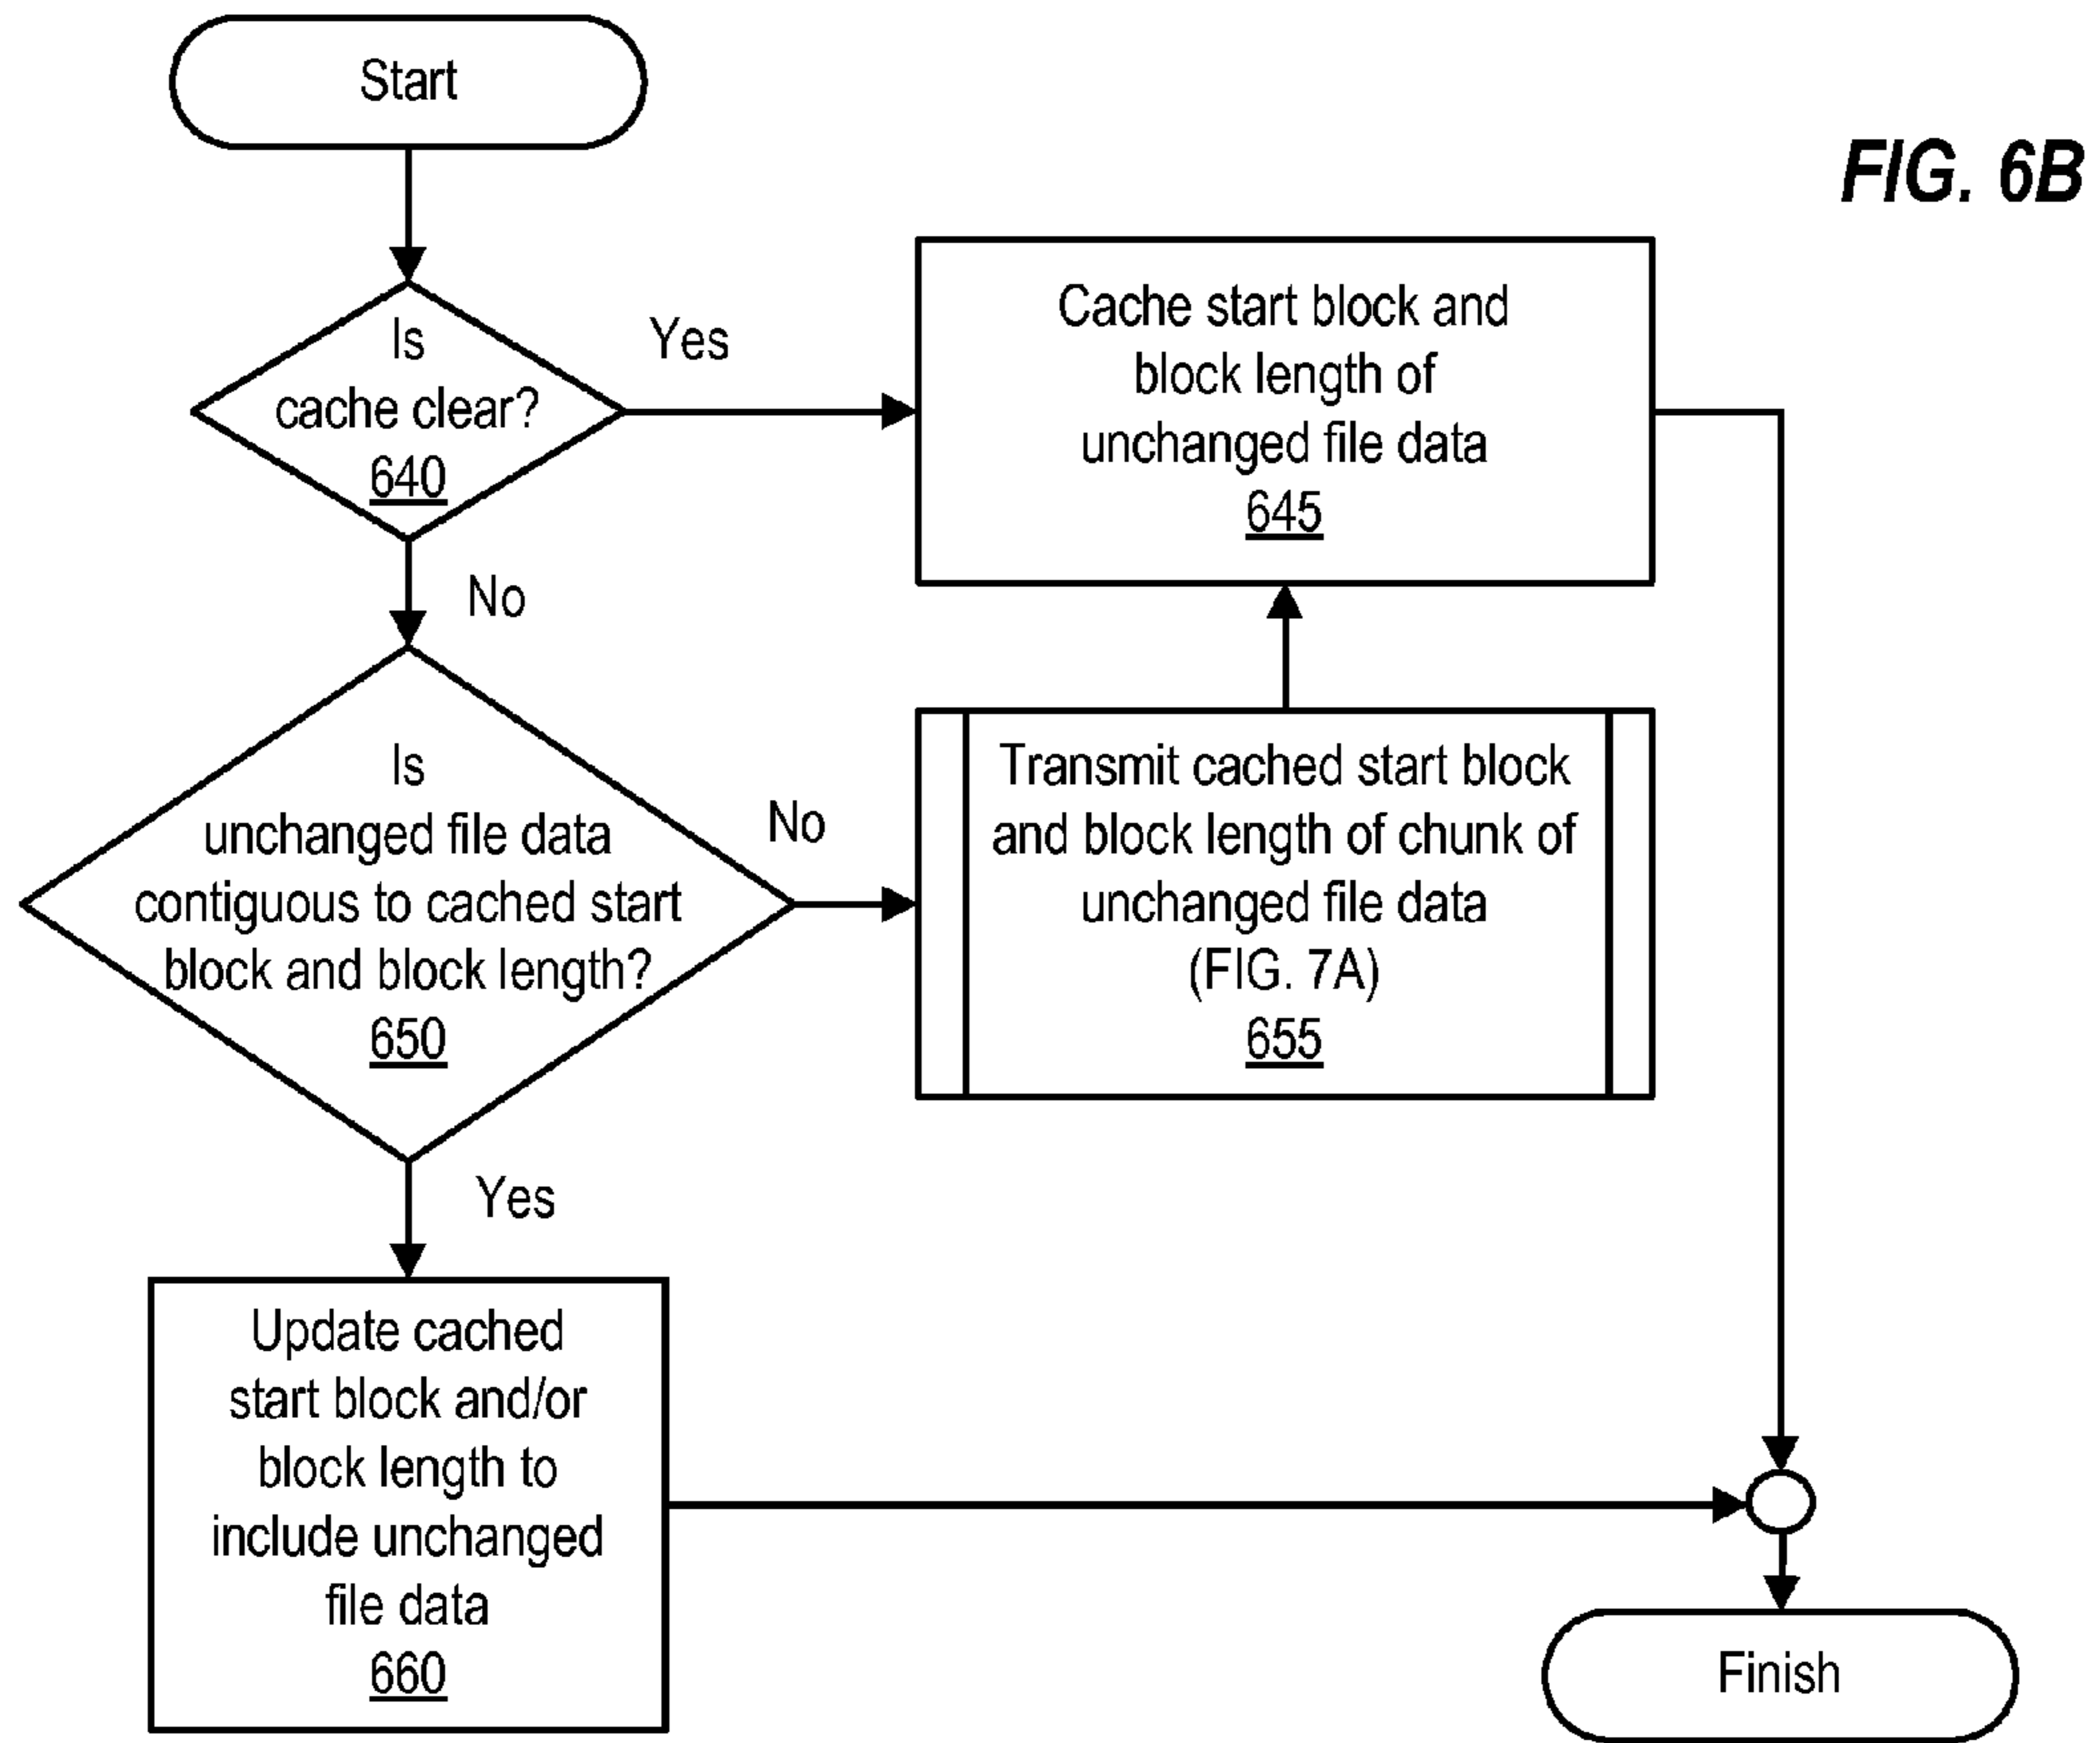 Start
FIG. 6B
Is
cache clear?
640
Yes
Cache start block and
block length of
unchanged file data
645
No
Is
unchanged file data
contiguous to cached start
block and block length?
650
No
Transmit cached start block
and block length of chunk of
unchanged file data
(FIG. 7A)
655
Yes
Update cached
start block and/or
block length to
include unchanged
file data
660
Finish